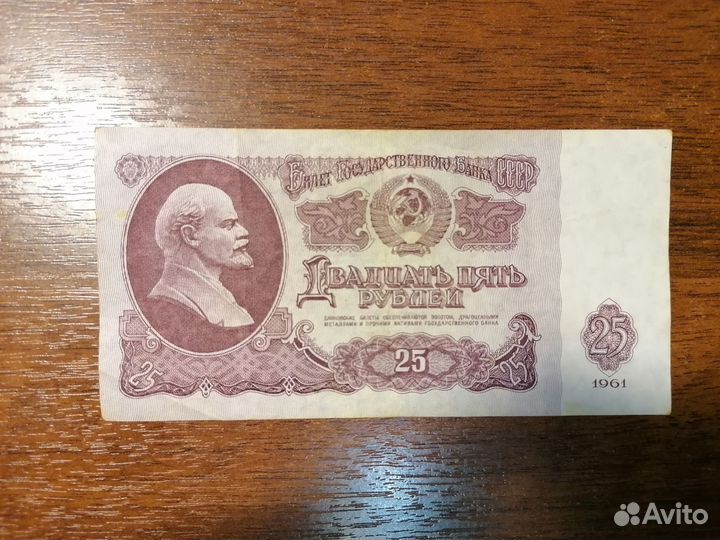 Билет Государственного Банка СССР
Двадцать пять
рублей
Банковские билеты обеспечиваются золотом, драгоценными
металлами и прочими активами Государственного банка
25
25
25
25
1961
Avito